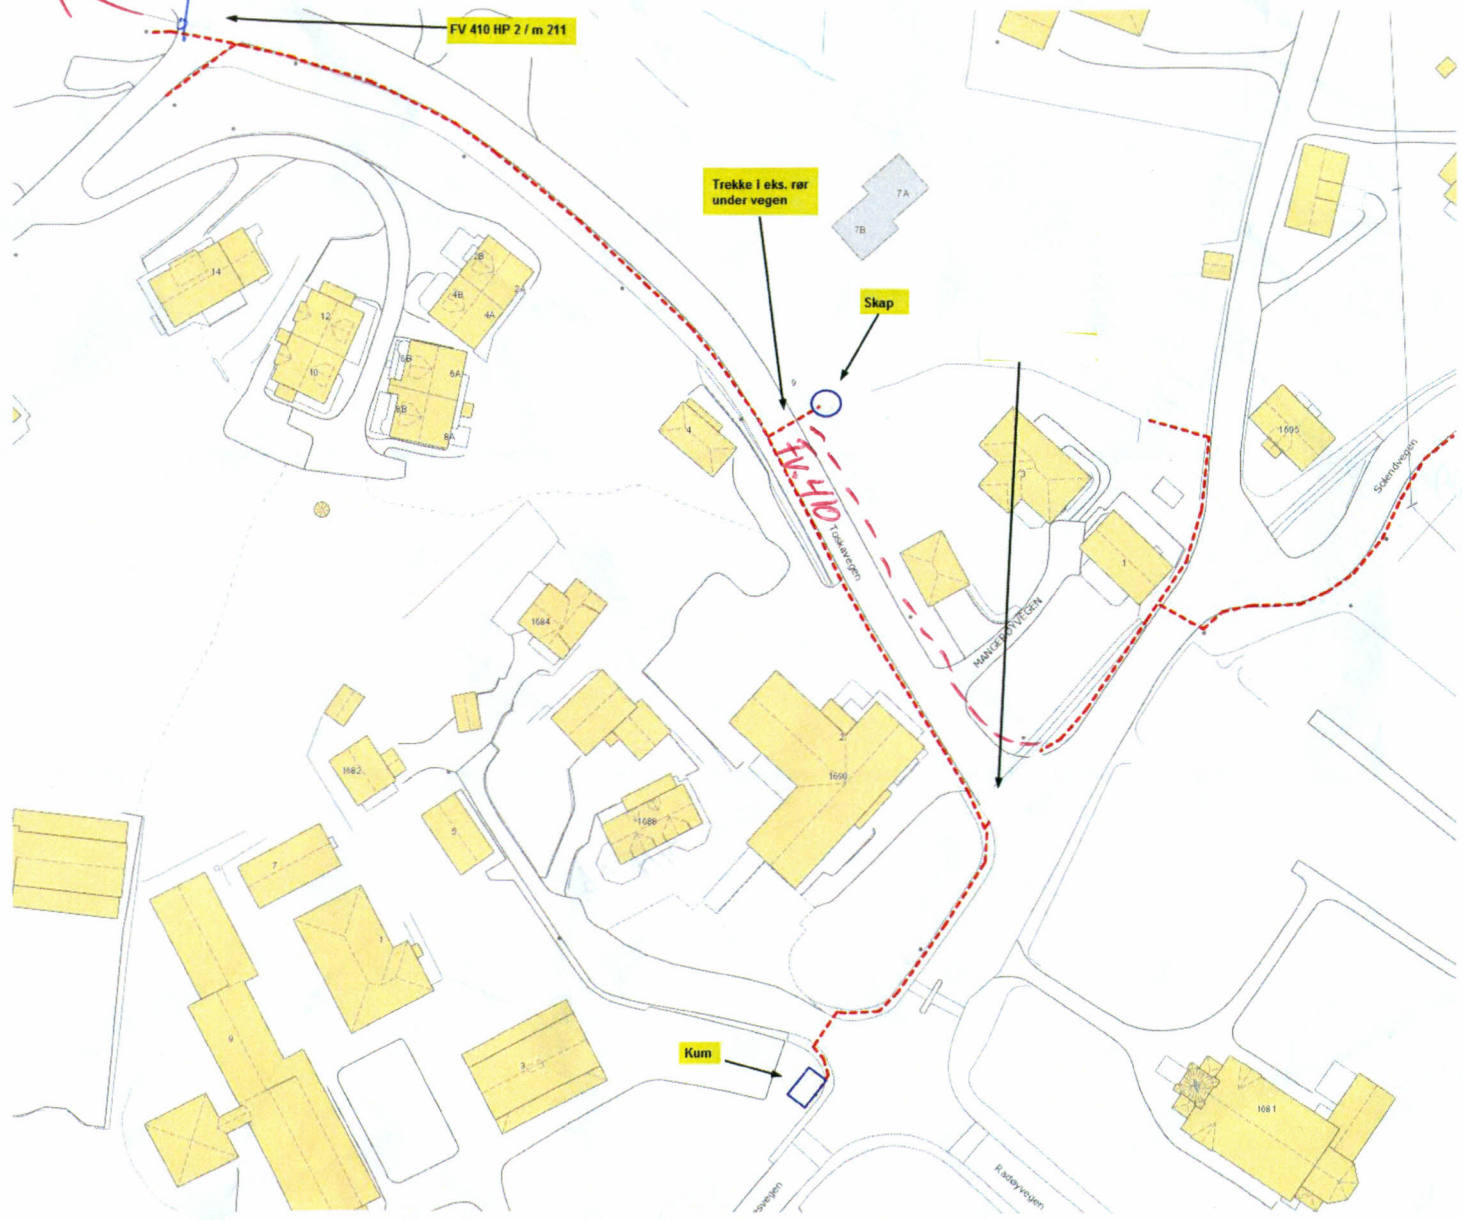 FV 410 HP 2 / m 211
Trekke i eks. rør
under vegen
7A
7B
14
2B
2A
4B
4A
12
10
6B
6A
8B
8A
Skap
9
4
3
1695
Solendvegen
FV. 410
Toskavegen
1
MANGERØYVEGEN
1684
2
1690
1682
1688
5
7
1
9
3
Kum
1681
Radøyvegen